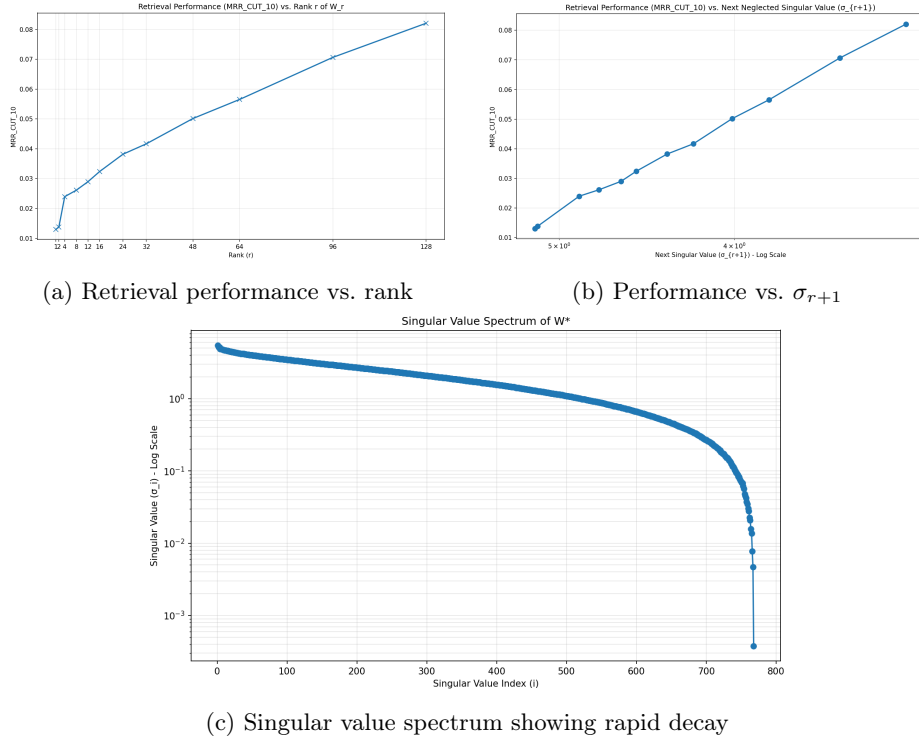 Retrieval Performance (MRR_CUT_10) vs. Rank r of W_r
0.08
0.07
0.06
0.05
0.04
0.03
0.02
0.01
MRR_CUT_10
1 2 4 8 12 16 24 32 48 64 96 128
Rank (r)
Retrieval Performance (MRR_CUT_10) vs. Next Neglected Singular Value (σ_{r+1})
0.08
0.07
0.06
0.05
0.04
0.03
0.02
0.01
MRR_CUT_10
5 × 10⁰ 4 × 10⁰
Next Singular Value (σ_{r+1}) - Log Scale
(a) Retrieval performance vs. rank
(b) Performance vs. σᵣ₊₁
Singular Value Spectrum of W*
10⁰
10⁻¹
10⁻²
10⁻³
Singular Value (σ_i) - Log Scale
0 100 200 300 400 500 600 700 800
Singular Value Index (i)
(c) Singular value spectrum showing rapid decay